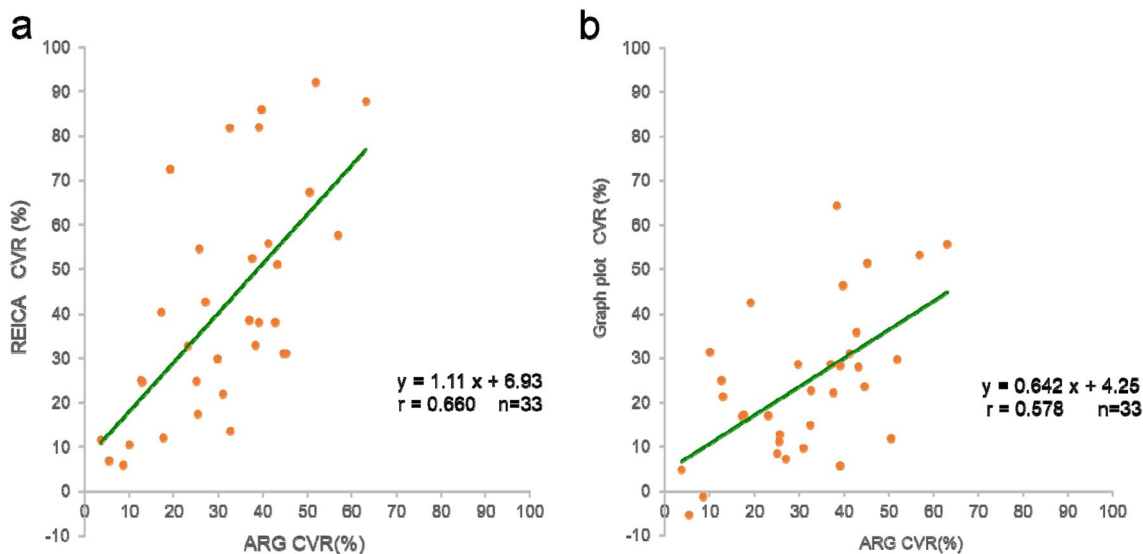 a
100
90
80
70
60
50
40
30
20
10
0
-10
REICA CVR (%)
0 10 20 30 40 50 60 70 80 90 100
ARG CVR(%)
y = 1.11 x + 6.93
r = 0.660 n=33
b
100
90
80
70
60
50
40
30
20
10
0
-10
Graph plot CVR (%)
0 10 20 30 40 50 60 70 80 90 100
ARG CVR(%)
y = 0.642 x + 4.25
r = 0.578 n=33